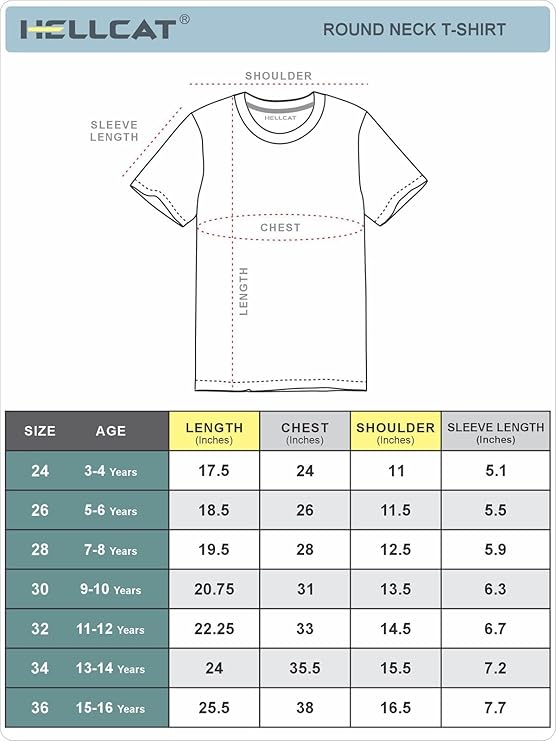 HELLCAT®
ROUND NECK T-SHIRT
SHOULDER
SLEEVE
LENGTH
HELLCAT
CHEST
LENGTH
SIZE AGE LENGTH (Inches) CHEST (Inches) SHOULDER (Inches) SLEEVE LENGTH (Inches)
24 3-4 Years 17.5 24 11 5.1
26 5-6 Years 18.5 26 11.5 5.5
28 7-8 Years 19.5 28 12.5 5.9
30 9-10 Years 20.75 31 13.5 6.3
32 11-12 Years 22.25 33 14.5 6.7
34 13-14 Years 24 35.5 15.5 7.2
36 15-16 Years 25.5 38 16.5 7.7